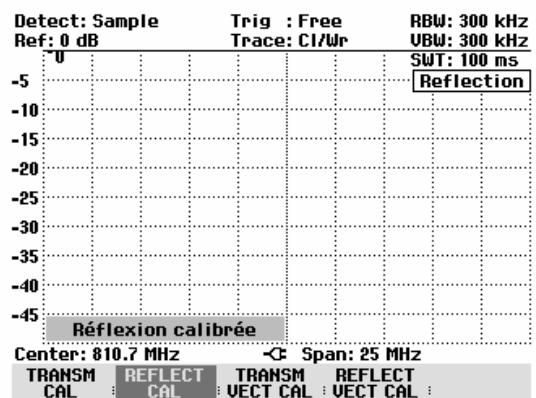 Detect: Sample Trig : Free RBW: 300 kHz
Ref: 0 dB Trace: Cl/Wr VBW: 300 kHz
SWT: 100 ms
Reflection
-5
-10
-15
-20
-25
-30
-35
-40
-45
Réflexion calibrée
Center: 810.7 MHz Span: 25 MHz
TRANSM REFLECT TRANSM REFLECT
CAL CAL VECT CAL VECT CAL